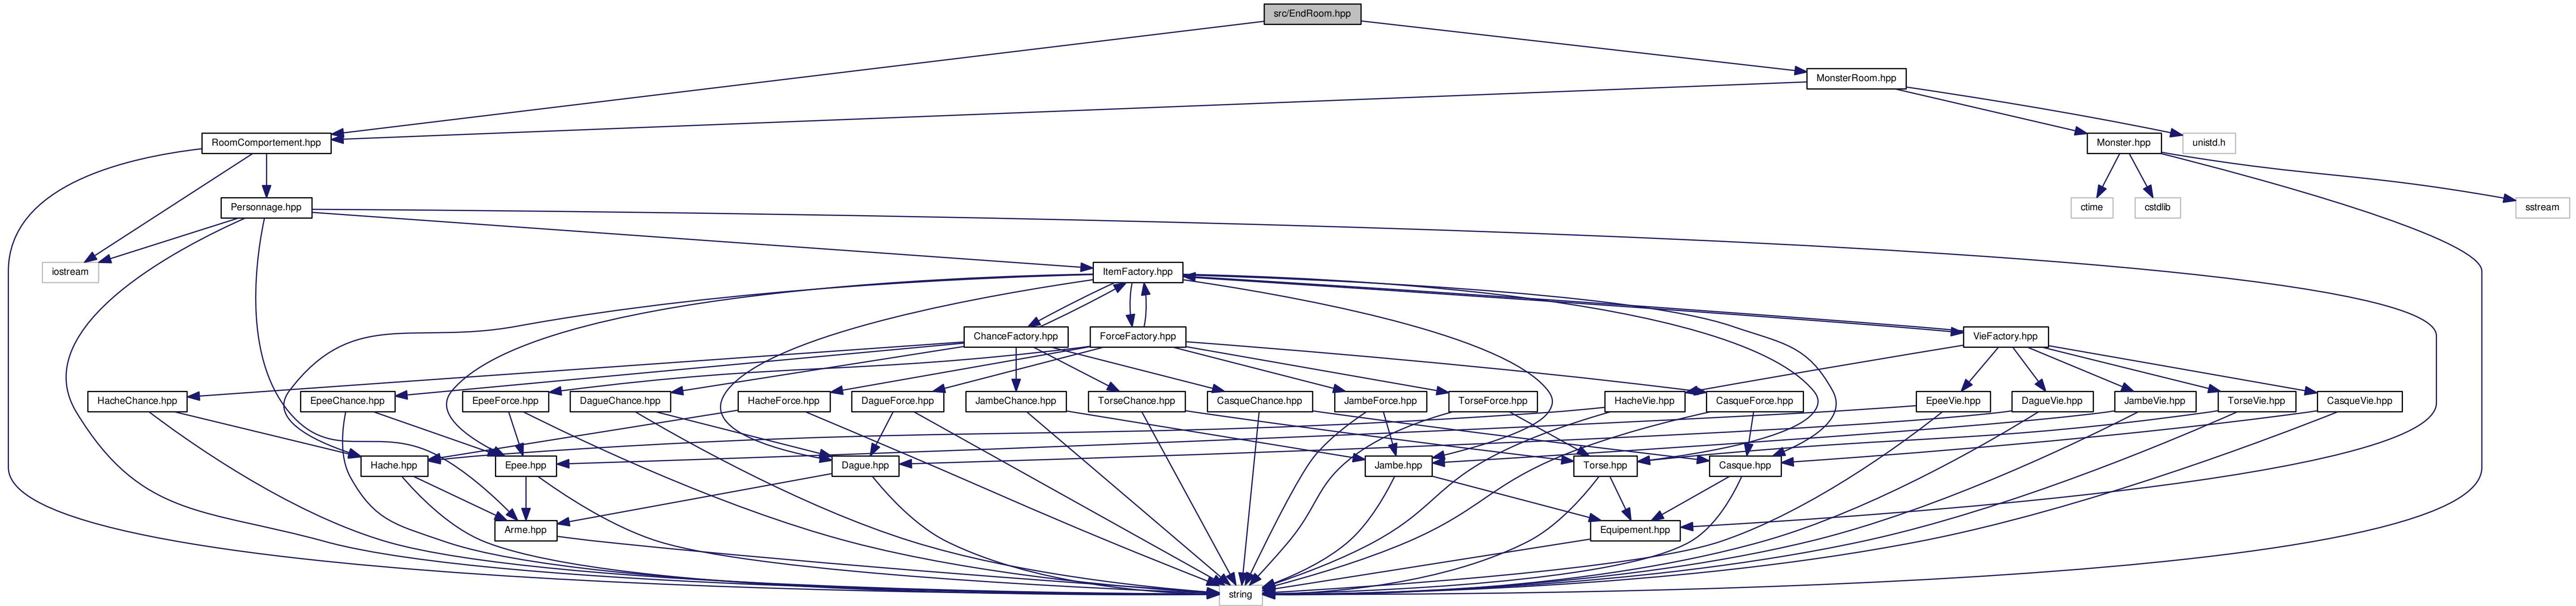 src/EndRoom.hpp
MonsterRoom.hpp
RoomComportement.hpp
Monster.hpp
unistd.h
Personnage.hpp
ctime
cstdlib
sstream
iostream
ItemFactory.hpp
ChanceFactory.hpp
ForceFactory.hpp
VieFactory.hpp
HacheChance.hpp
EpeeChance.hpp
EpeeForce.hpp
DagueChance.hpp
HacheForce.hpp
DagueForce.hpp
JambeChance.hpp
TorseChance.hpp
CasqueChance.hpp
JambeForce.hpp
TorseForce.hpp
HacheVie.hpp
CasqueForce.hpp
EpeeVie.hpp
DagueVie.hpp
JambeVie.hpp
TorseVie.hpp
CasqueVie.hpp
Hache.hpp
Epee.hpp
Dague.hpp
Jambe.hpp
Torse.hpp
Casque.hpp
Arme.hpp
Equipement.hpp
string